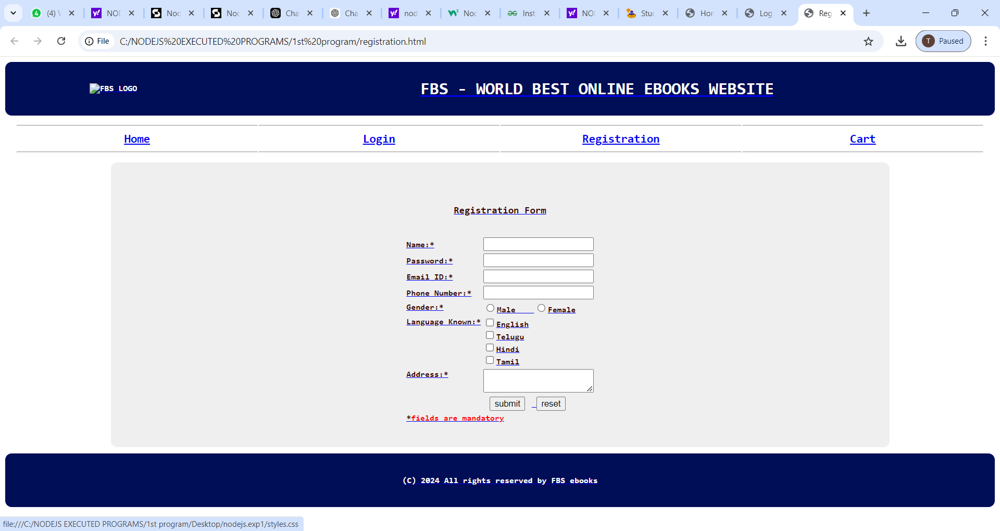 (4) \ NOI Noc Noc Cha Cha nod Noc Inst NOI Stud Hor Log Reg
File C:/NODEJS%20EXECUTED%20PROGRAMS/1st%20program/registration.html T Paused
FBS LOGO FBS - WORLD BEST ONLINE EBOOKS WEBSITE
Home Login Registration Cart
Registration Form
Name:*
Password:*
Email ID:*
Phone Number:*
Gender:* Male Female
Language Known:* English
Telugu
Hindi
Tamil
Address:*
submit reset
*fields are mandatory
(C) 2024 All rights reserved by FBS ebooks
file:///C:/NODEJS EXECUTED PROGRAMS/1st program/Desktop/nodejs.exp1/styles.css